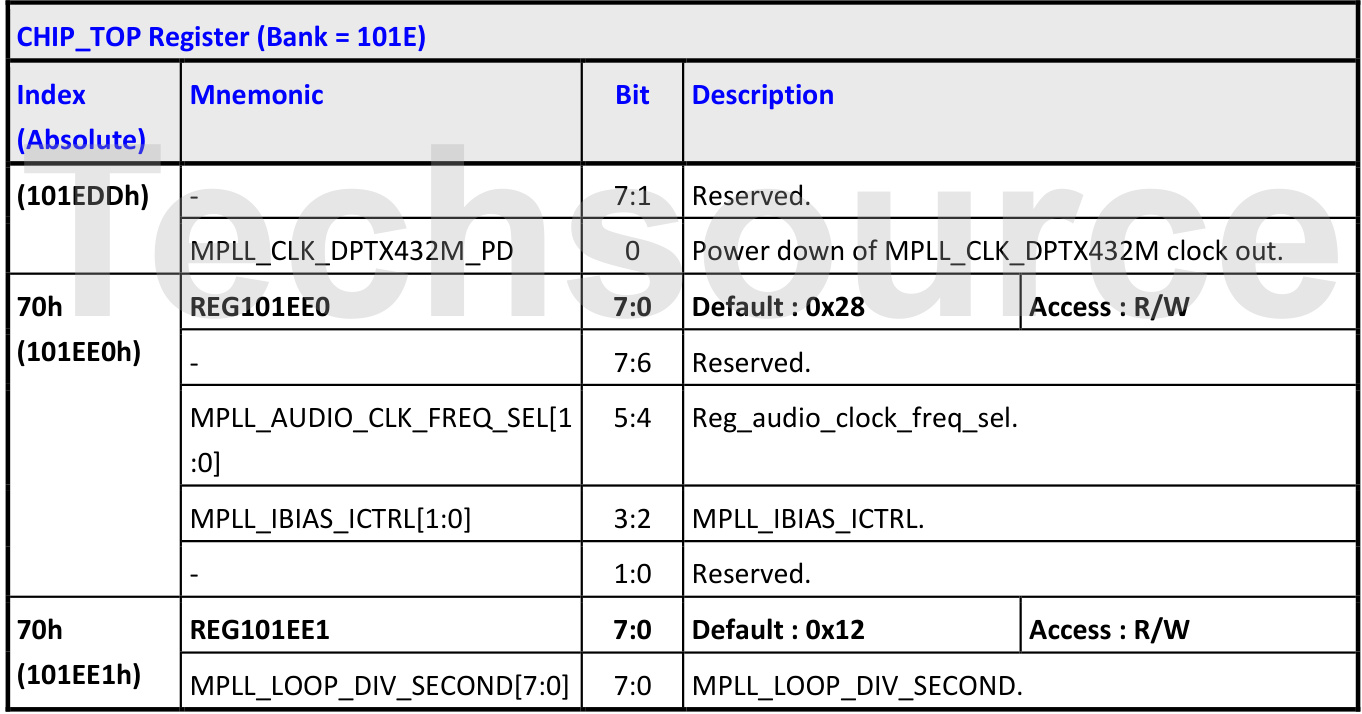 CHIP_TOP Register (Bank = 101E)
Index Mnemonic Bit Description
(Absolute)
(101EDDh) - 7:1 Reserved.
MPLL_CLK_DPTX432M_PD 0 Power down of MPLL_CLK_DPTX432M clock out.
70h REG101EE0 7:0 Default : 0x28 Access : R/W
(101EE0h)
- 7:6 Reserved.
MPLL_AUDIO_CLK_FREQ_SEL[1 5:4 Reg_audio_clock_freq_sel.
:0]
MPLL_IBIAS_ICTRL[1:0] 3:2 MPLL_IBIAS_ICTRL.
- 1:0 Reserved.
70h REG101EE1 7:0 Default : 0x12 Access : R/W
(101EE1h)
MPLL_LOOP_DIV_SECOND[7:0] 7:0 MPLL_LOOP_DIV_SECOND.
Techsource